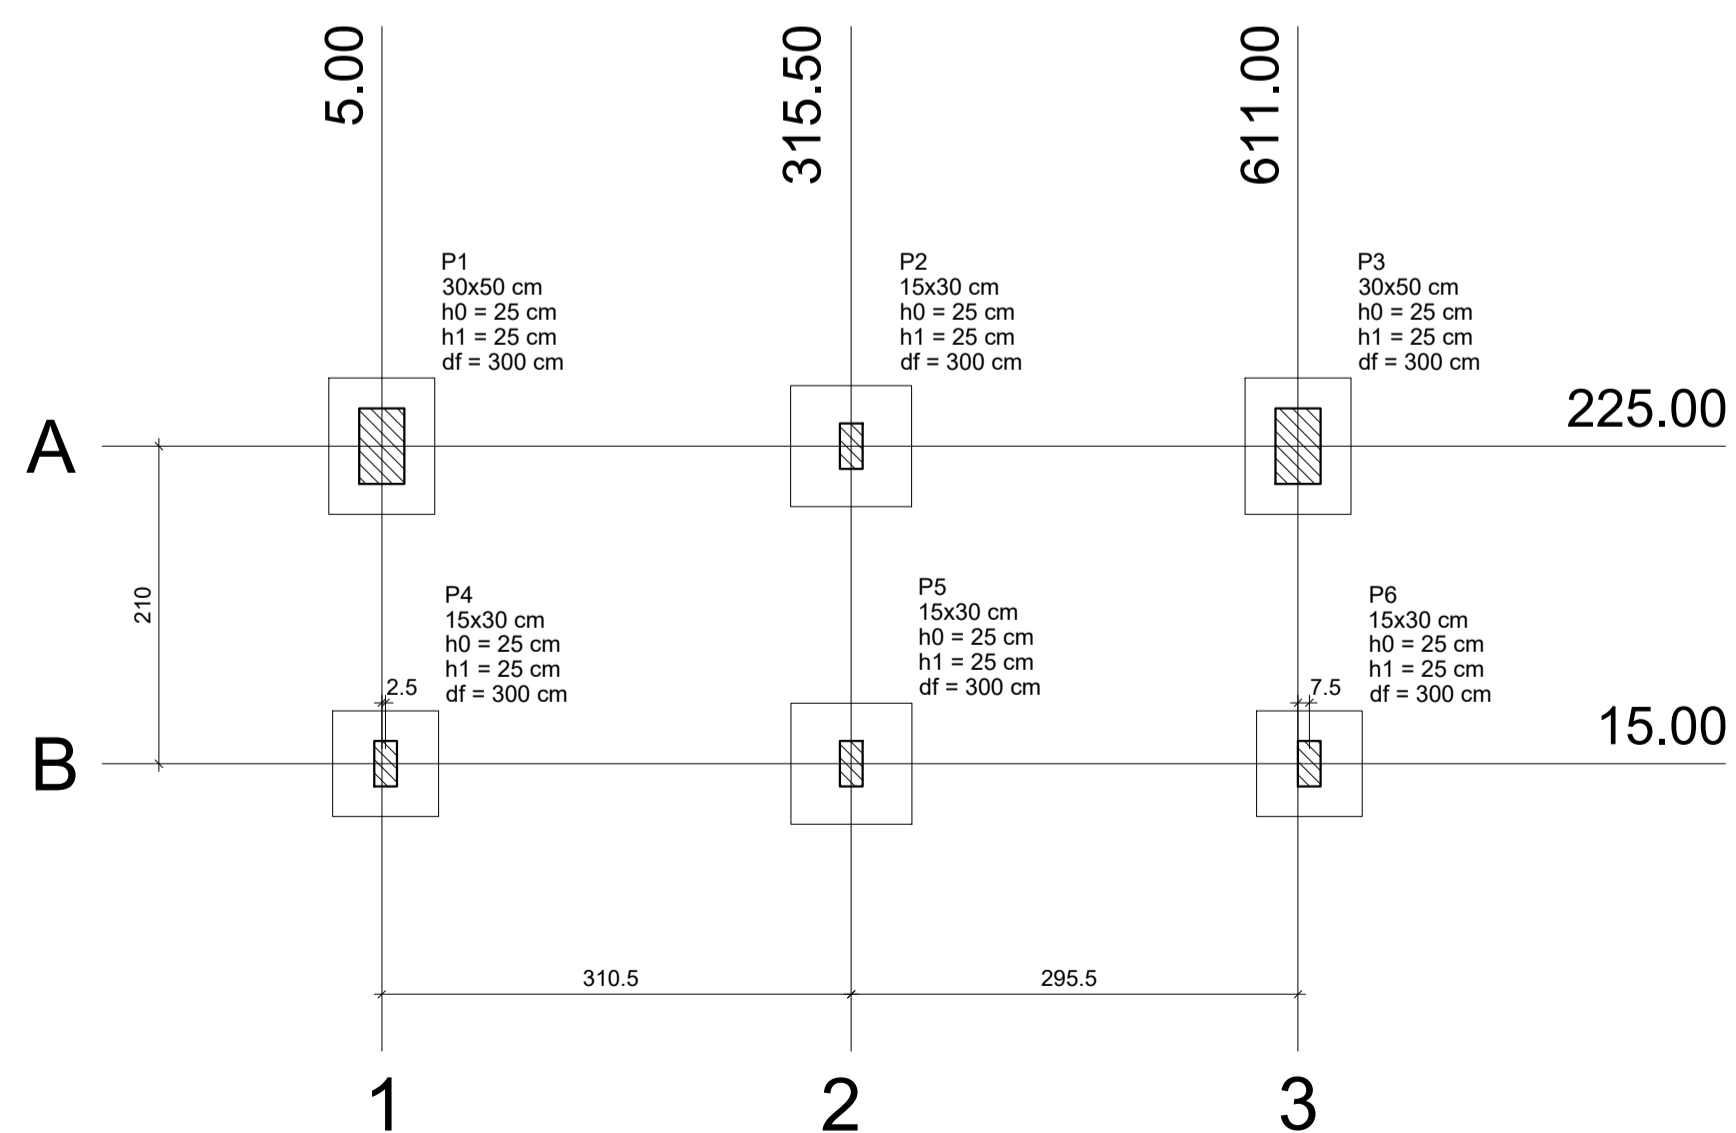 5.00
315.50
611.00
P1
30x50 cm
h0 = 25 cm
h1 = 25 cm
df = 300 cm
P2
15x30 cm
h0 = 25 cm
h1 = 25 cm
df = 300 cm
P3
30x50 cm
h0 = 25 cm
h1 = 25 cm
df = 300 cm
A
225.00
210
P4
15x30 cm
h0 = 25 cm
h1 = 25 cm
df = 300 cm
2.5
P5
15x30 cm
h0 = 25 cm
h1 = 25 cm
df = 300 cm
P6
15x30 cm
h0 = 25 cm
h1 = 25 cm
df = 300 cm
7.5
B
15.00
310.5
295.5
1
2
3